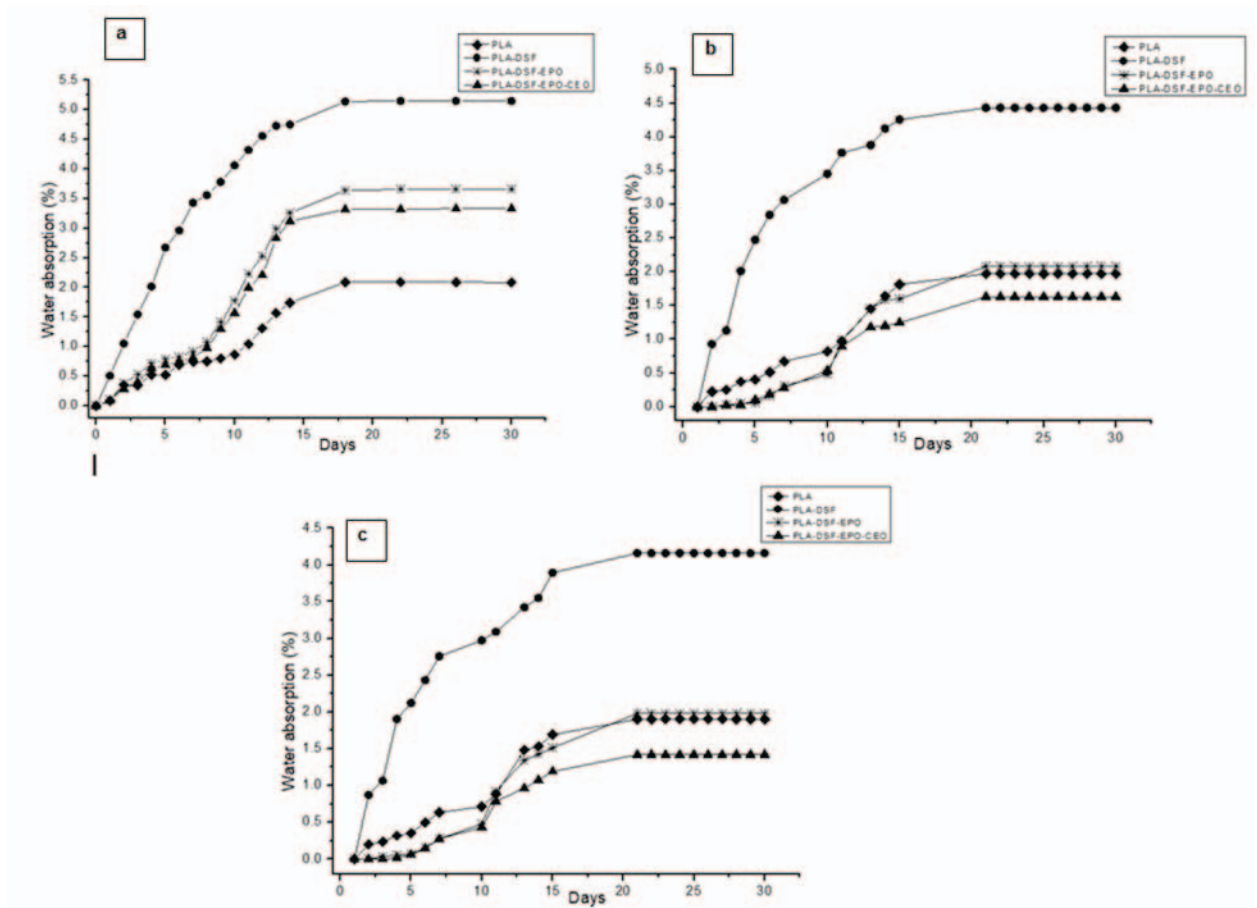 a
PLA
PLA-DSF
PLA-DSF-EPO
PLA-DSF-EPO-CEO
5.5
5.0
4.5
4.0
3.5
3.0
2.5
2.0
1.5
1.0
0.5
0.0
Water absorption (%)
0 5 10 15 20 25 30
Days
b
PLA
PLA-DSF
PLA-DSF-EPO
PLA-DSF-EPO-CEO
5.0
4.5
4.0
3.5
3.0
2.5
2.0
1.5
1.0
0.5
0.0
Water absorption (%)
0 5 10 15 20 25 30
Days
c
PLA
PLA-DSF
PLA-DSF-EPO
PLA-DSF-EPO-CEO
4.5
4.0
3.5
3.0
2.5
2.0
1.5
1.0
0.5
0.0
Water absorption (%)
0 5 10 15 20 25 30
Days